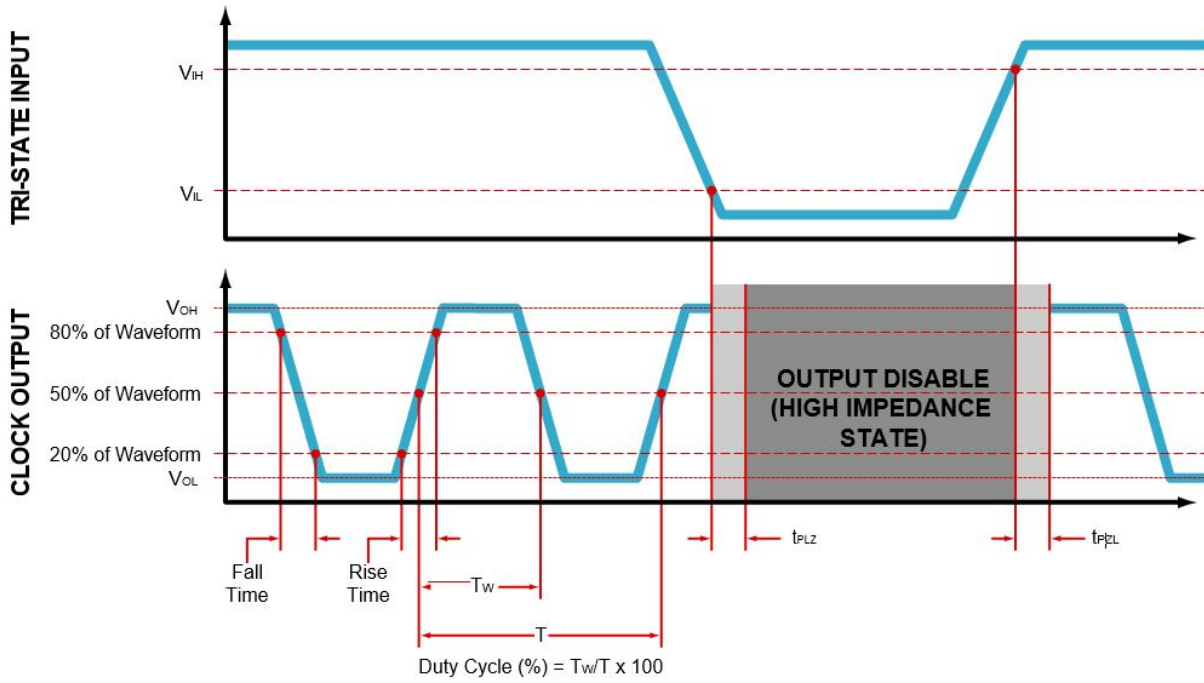 TRI-STATE INPUT
VIH
VIL
CLOCK OUTPUT
VOH
80% of Waveform
50% of Waveform
20% of Waveform
VOL
OUTPUT DISABLE
(HIGH IMPEDANCE
STATE)
Fall
Time
Rise
Time
TW
T
tPLZ
tPZL
Duty Cycle (%) = TW/T x 100